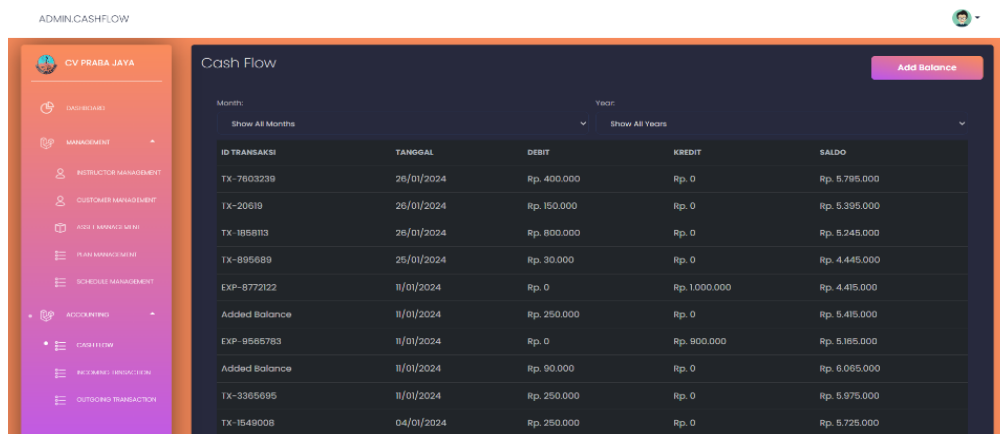 ADMIN.CASHFLOW
CV PRABA JAYA
DASHBOARD
MANAGEMENT
INSTRUCTOR MANAGEMENT
CUSTOMER MANAGEMENT
ASSET MANAGEMENT
PLAN MANAGEMENT
SCHEDULE MANAGEMENT
ACCOUNTING
CASH FLOW
INCOMING TRNSACTION
OUTGOING TRANSACTION
Cash Flow
Add Balance
Month: Year:
Show All Months Show All Years
ID TRANSAKSI TANGGAL DEBIT KREDIT SALDO
TX-7603239 26/01/2024 Rp. 400.000 Rp. 0 Rp. 5.795.000
TX-20619 26/01/2024 Rp. 150.000 Rp. 0 Rp. 5.395.000
TX-1858113 26/01/2024 Rp. 800.000 Rp. 0 Rp. 5.245.000
TX-895689 25/01/2024 Rp. 30.000 Rp. 0 Rp. 4.445.000
EXP-8772122 11/01/2024 Rp. 0 Rp. 1.000.000 Rp. 4.415.000
Added Balance 11/01/2024 Rp. 250.000 Rp. 0 Rp. 5.415.000
EXP-9565783 11/01/2024 Rp. 0 Rp. 900.000 Rp. 5.165.000
Added Balance 11/01/2024 Rp. 90.000 Rp. 0 Rp. 6.065.000
TX-3365695 11/01/2024 Rp. 250.000 Rp. 0 Rp. 5.975.000
TX-1549008 04/01/2024 Rp. 250.000 Rp. 0 Rp. 5.725.000